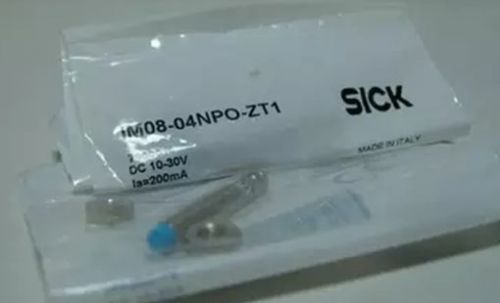 IM08-04NPO-ZT1
SICK
MADE IN ITALY
DC 10-30V
Ia=200mA